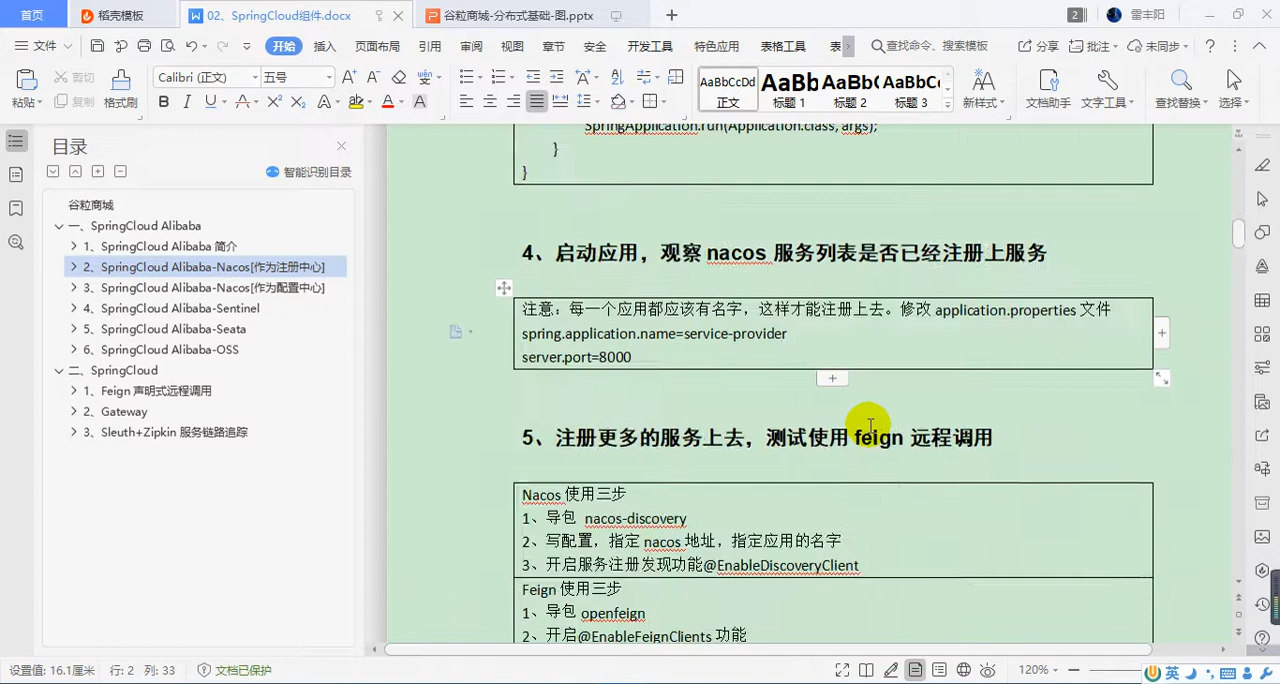 首页
稻壳模板
02、SpringCloud组件.docx
谷粒商城-分布式基础-图.pptx
2
雷丰阳
文件
开始
插入
页面布局
引用
审阅
视图
章节
安全
开发工具
特色应用
表格工具
表
查找命令、搜索模板
分享
批注
未同步
粘贴
剪切
复制
格式刷
Calibri (正文)
五号
AaBbCcDd
正文
AaBb
标题 1
AaBb(
标题 2
AaBbC(
标题 3
新样式
文档助手
文字工具
查找替换
选择
目录
智能识别目录
谷粒商城
一、SpringCloud Alibaba
1、SpringCloud Alibaba 简介
2、SpringCloud Alibaba-Nacos[作为注册中心]
3、SpringCloud Alibaba-Nacos[作为配置中心]
4、SpringCloud Alibaba-Sentinel
5、SpringCloud Alibaba-Seata
6、SpringCloud Alibaba-OSS
二、SpringCloud
1、Feign 声明式远程调用
2、Gateway
3、Sleuth+Zipkin 服务链路追踪
SpringApplication.run(Application.class, args);
}
}
4、启动应用，观察 nacos 服务列表是否已经注册上服务
注意：每一个应用都应该有名字，这样才能注册上去。修改 application.properties 文件
spring.application.name=service-provider
server.port=8000
5、注册更多的服务上去，测试使用 feign 远程调用
Nacos 使用三步
1、导包 nacos-discovery
2、写配置，指定 nacos 地址，指定应用的名字
3、开启服务注册发现功能@EnableDiscoveryClient
Feign 使用三步
1、导包 openfeign
2、开启@EnableFeignClients 功能
设置值: 16.1厘米
行: 2
列: 33
文档已保护
120%
英